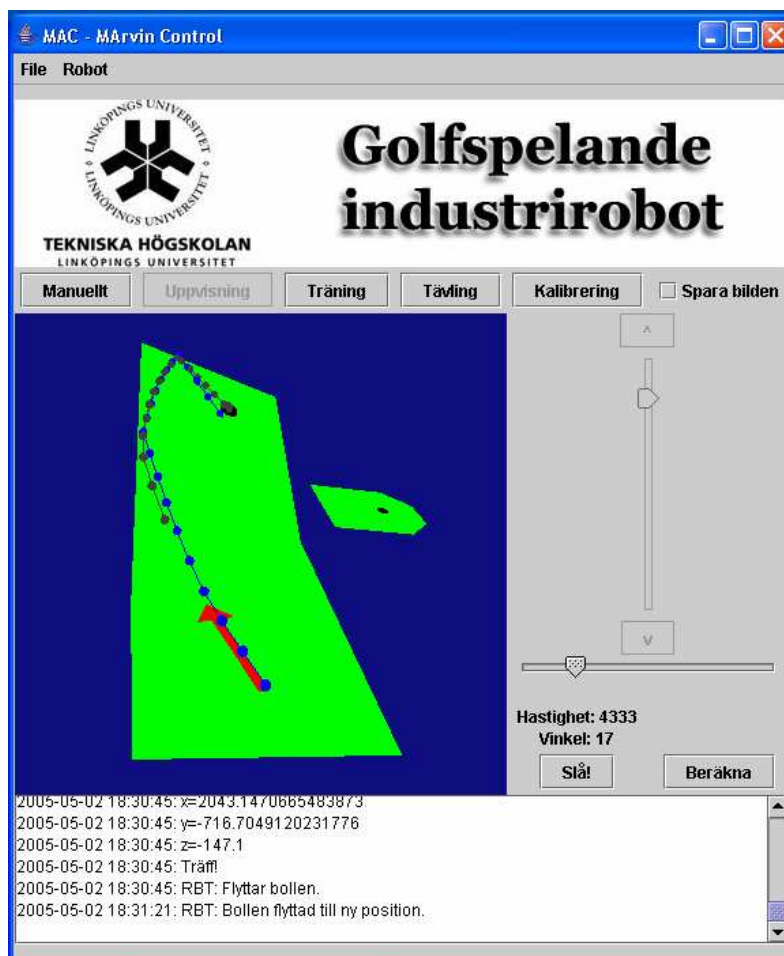 MAC - MArvin Control
File Robot
LINKÖPINGS UNIVERSITET
LINKÖPINGS UNIVERSITET
TEKNISKA HÖGSKOLAN
LINKÖPINGS UNIVERSITET
Golfspelande
industrirobot
Manuellt Uppvisning Träning Tävling Kalibrering Spara bilden
^
v
Hastighet: 4333
Vinkel: 17
Slå! Beräkna
2005-05-02 18:30:45: x=2043.1470665483873
2005-05-02 18:30:45: y=-716.7049120231776
2005-05-02 18:30:45: z=-147.1
2005-05-02 18:30:45: Träff!
2005-05-02 18:30:45: RBT: Flyttar bollen.
2005-05-02 18:31:21: RBT: Bollen flyttad till ny position.